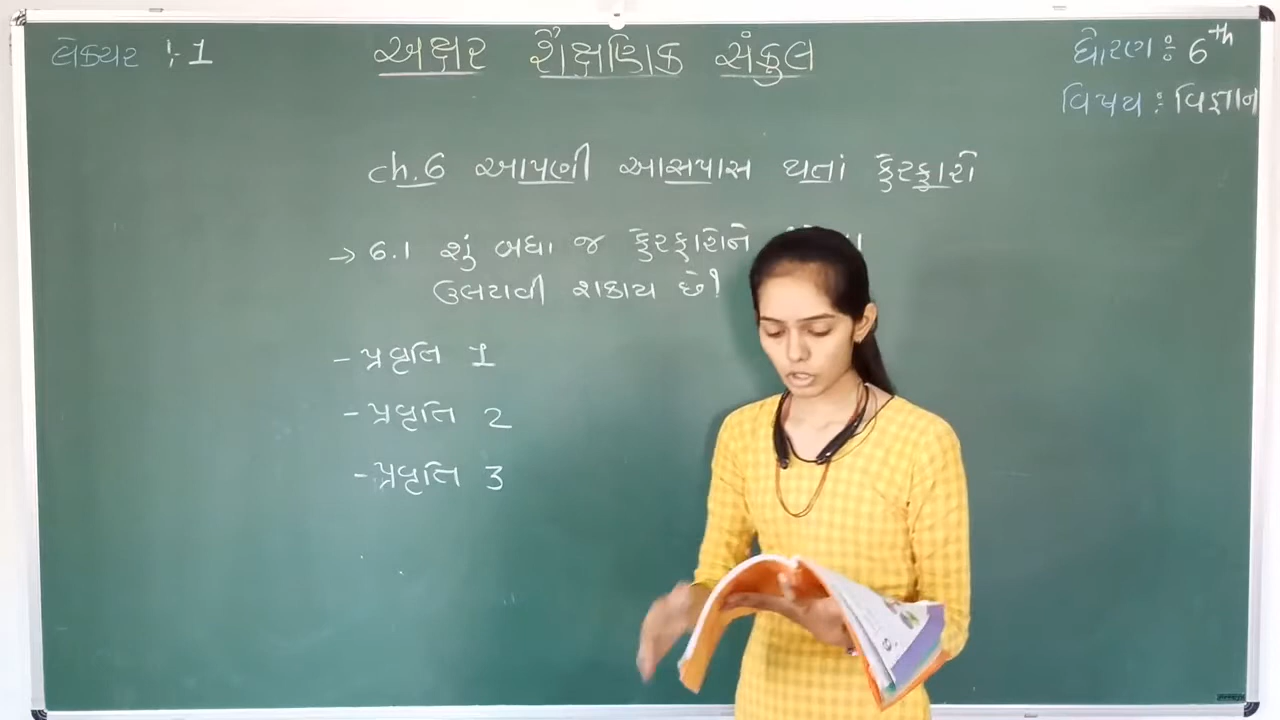 લેક્ચર :- 1
અક્ષર શૈક્ષણિક સંકુલ
ધોરણ : 6th
વિષય : વિજ્ઞાન
ch.6 આપણી આસપાસ થતાં ફેરફારો
→ 6.1 શું બધા જ ફેરફારોને
ઉલટાવી શકાય છે?
- પ્રવૃતિ 1
- પ્રવૃતિ 2
- પ્રવૃતિ 3